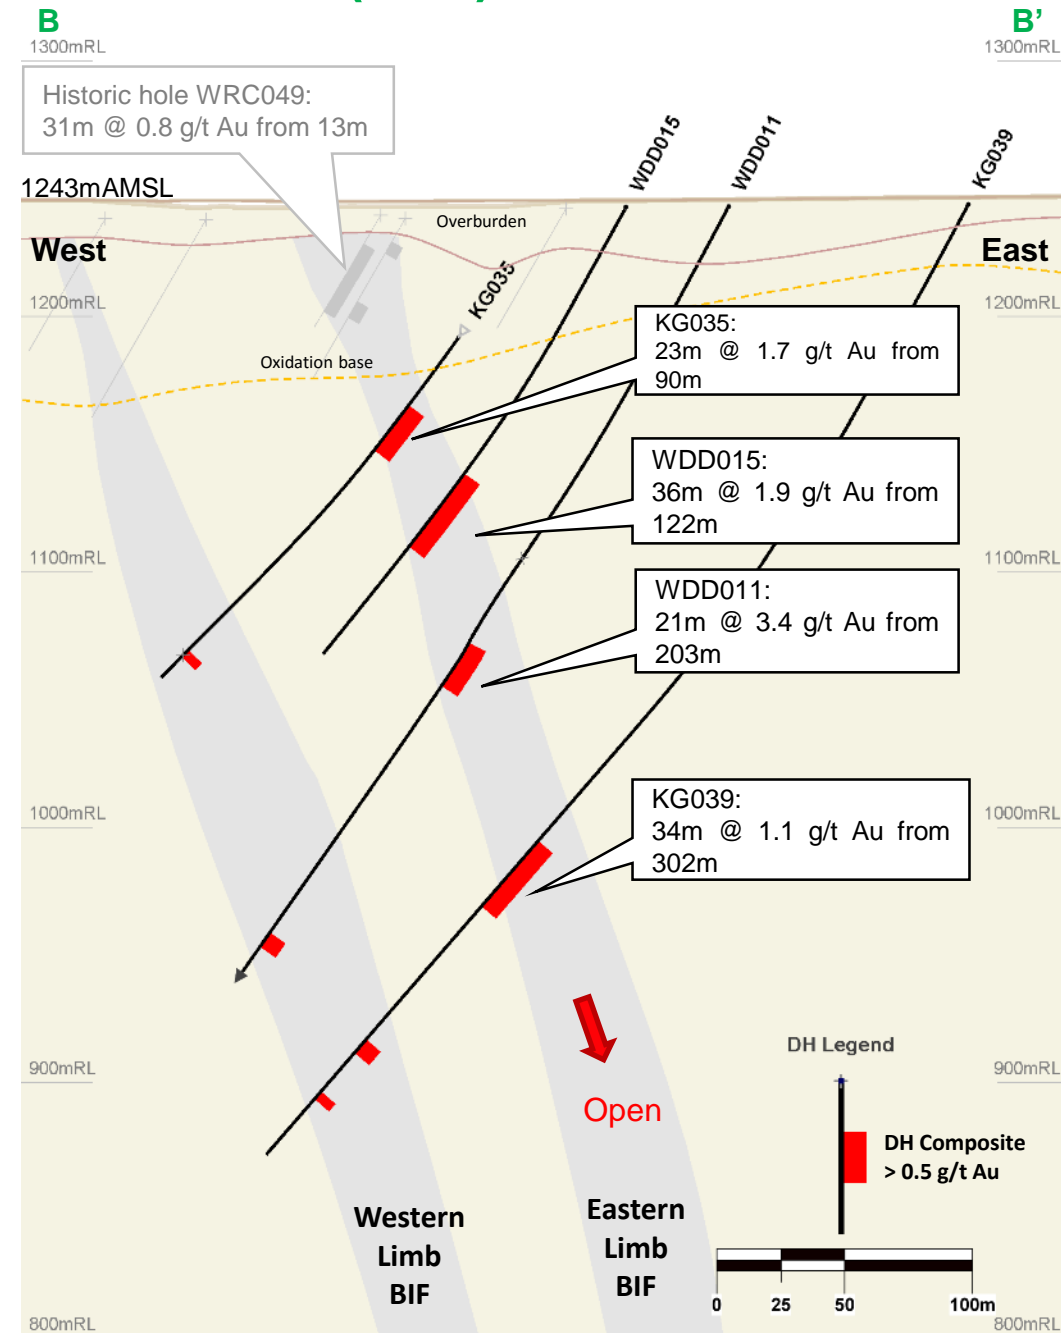 B
B’
1300mRL
1300mRL
Historic hole WRC049:
31m @ 0.8 g/t Au from 13m
WDD015
WDD011
KG039
1243mAMSL
Overburden
West
East
KG035
1200mRL
1200mRL
Oxidation base
KG035:
23m @ 1.7 g/t Au from
90m
WDD015:
36m @ 1.9 g/t Au from
122m
1100mRL
1100mRL
WDD011:
21m @ 3.4 g/t Au from
203m
1000mRL
1000mRL
KG039:
34m @ 1.1 g/t Au from
302m
900mRL
900mRL
Open
DH Legend
DH Composite
> 0.5 g/t Au
Western
Limb
BIF
Eastern
Limb
BIF
0 25 50 100m
800mRL
800mRL